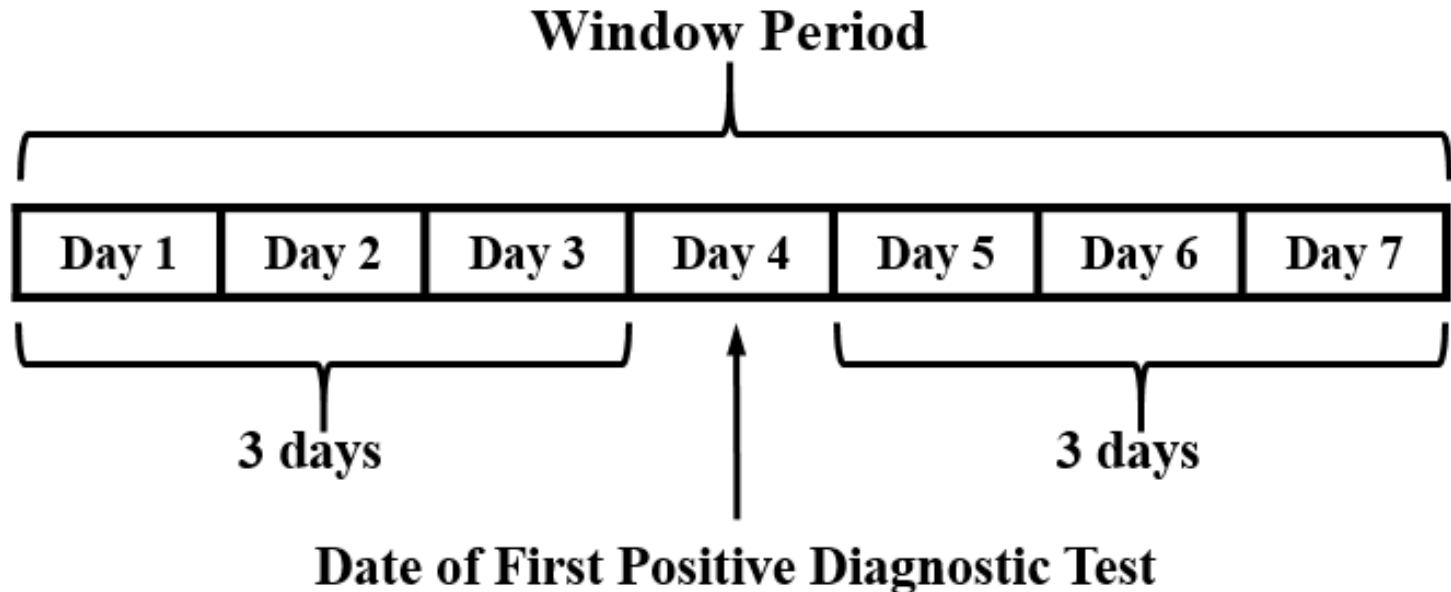 Window Period
Day 1 Day 2 Day 3 Day 4 Day 5 Day 6 Day 7
3 days 3 days
Date of First Positive Diagnostic Test